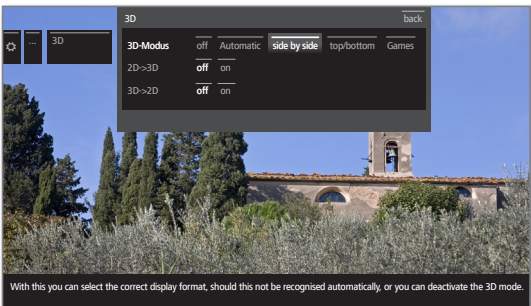 3D back
... 3D
3D-Modus off Automatic side by side top/bottom Games
2D->3D off on
3D->2D off on
With this you can select the correct display format, should this not be recognised automatically, or you can deactivate the 3D mode.